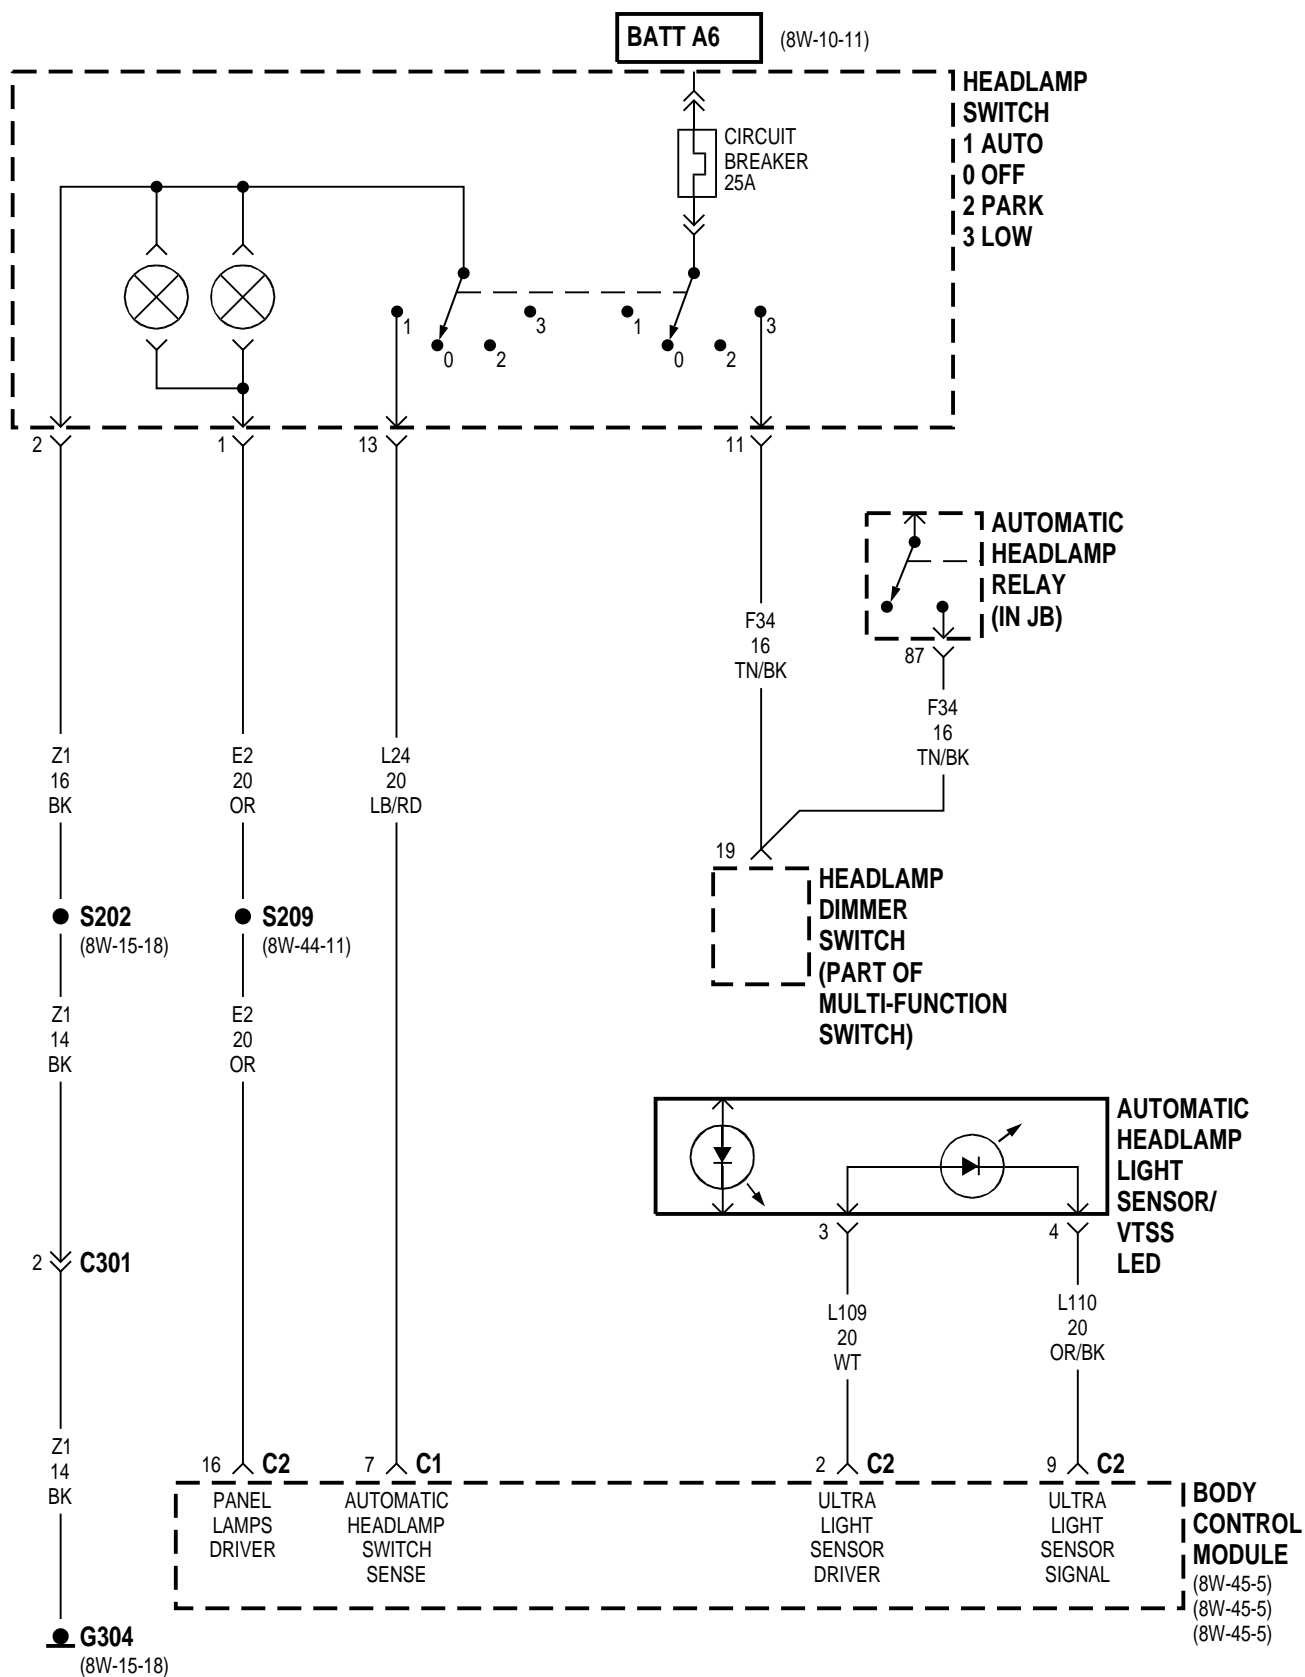 BATT A6
(8W-10-11)
HEADLAMP
SWITCH
1 AUTO
0 OFF
2 PARK
3 LOW
CIRCUIT
BREAKER
25A
1
0
2
3
1
0
2
3
2
1
13
11
AUTOMATIC
HEADLAMP
RELAY
(IN JB)
87
F34
16
TN/BK
F34
16
TN/BK
Z1
16
BK
E2
20
OR
L24
20
LB/RD
19
HEADLAMP
DIMMER
SWITCH
(PART OF
MULTI-FUNCTION
SWITCH)
S202
(8W-15-18)
S209
(8W-44-11)
Z1
14
BK
E2
20
OR
AUTOMATIC
HEADLAMP
LIGHT
SENSOR/
VTSS
LED
3
4
2
C301
L109
20
WT
L110
20
OR/BK
Z1
14
BK
16
C2
7
C1
2
C2
9
C2
PANEL
LAMPS
DRIVER
AUTOMATIC
HEADLAMP
SWITCH
SENSE
ULTRA
LIGHT
SENSOR
DRIVER
ULTRA
LIGHT
SENSOR
SIGNAL
BODY
CONTROL
MODULE
(8W-45-5)
(8W-45-5)
(8W-45-5)
G304
(8W-15-18)